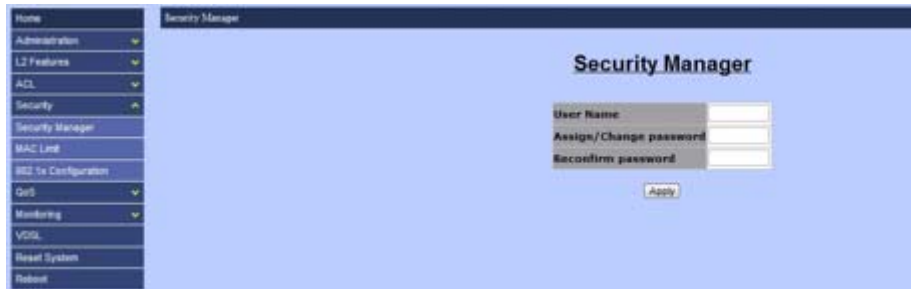 Home
Administration
L2 Features
ACL
Security
Security Manager
MAC Limit
802.1x Configuration
QoS
Monitoring
VDSL
Reset System
Reboot
Security Manager
Security Manager
User Name
Assign/Change password
Reconfirm password
Apply